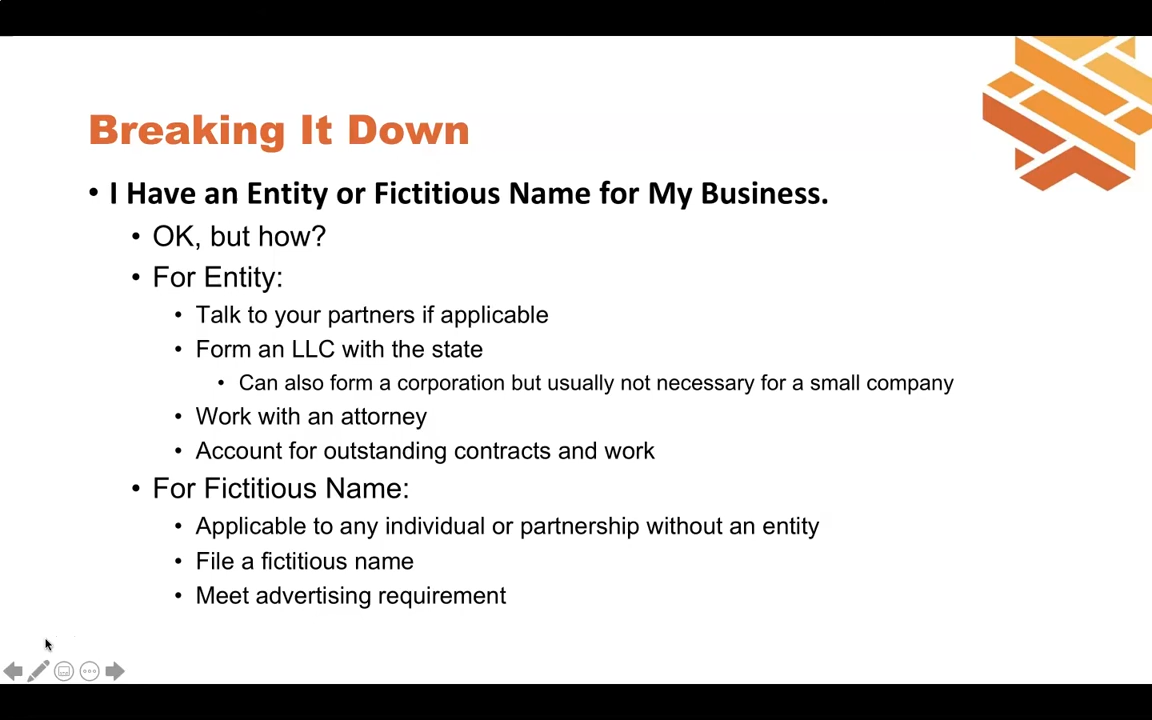 Breaking It Down
• I Have an Entity or Fictitious Name for My Business.
• OK, but how?
• For Entity:
• Talk to your partners if applicable
• Form an LLC with the state
• Can also form a corporation but usually not necessary for a small company
• Work with an attorney
• Account for outstanding contracts and work
• For Fictitious Name:
• Applicable to any individual or partnership without an entity
• File a fictitious name
• Meet advertising requirement